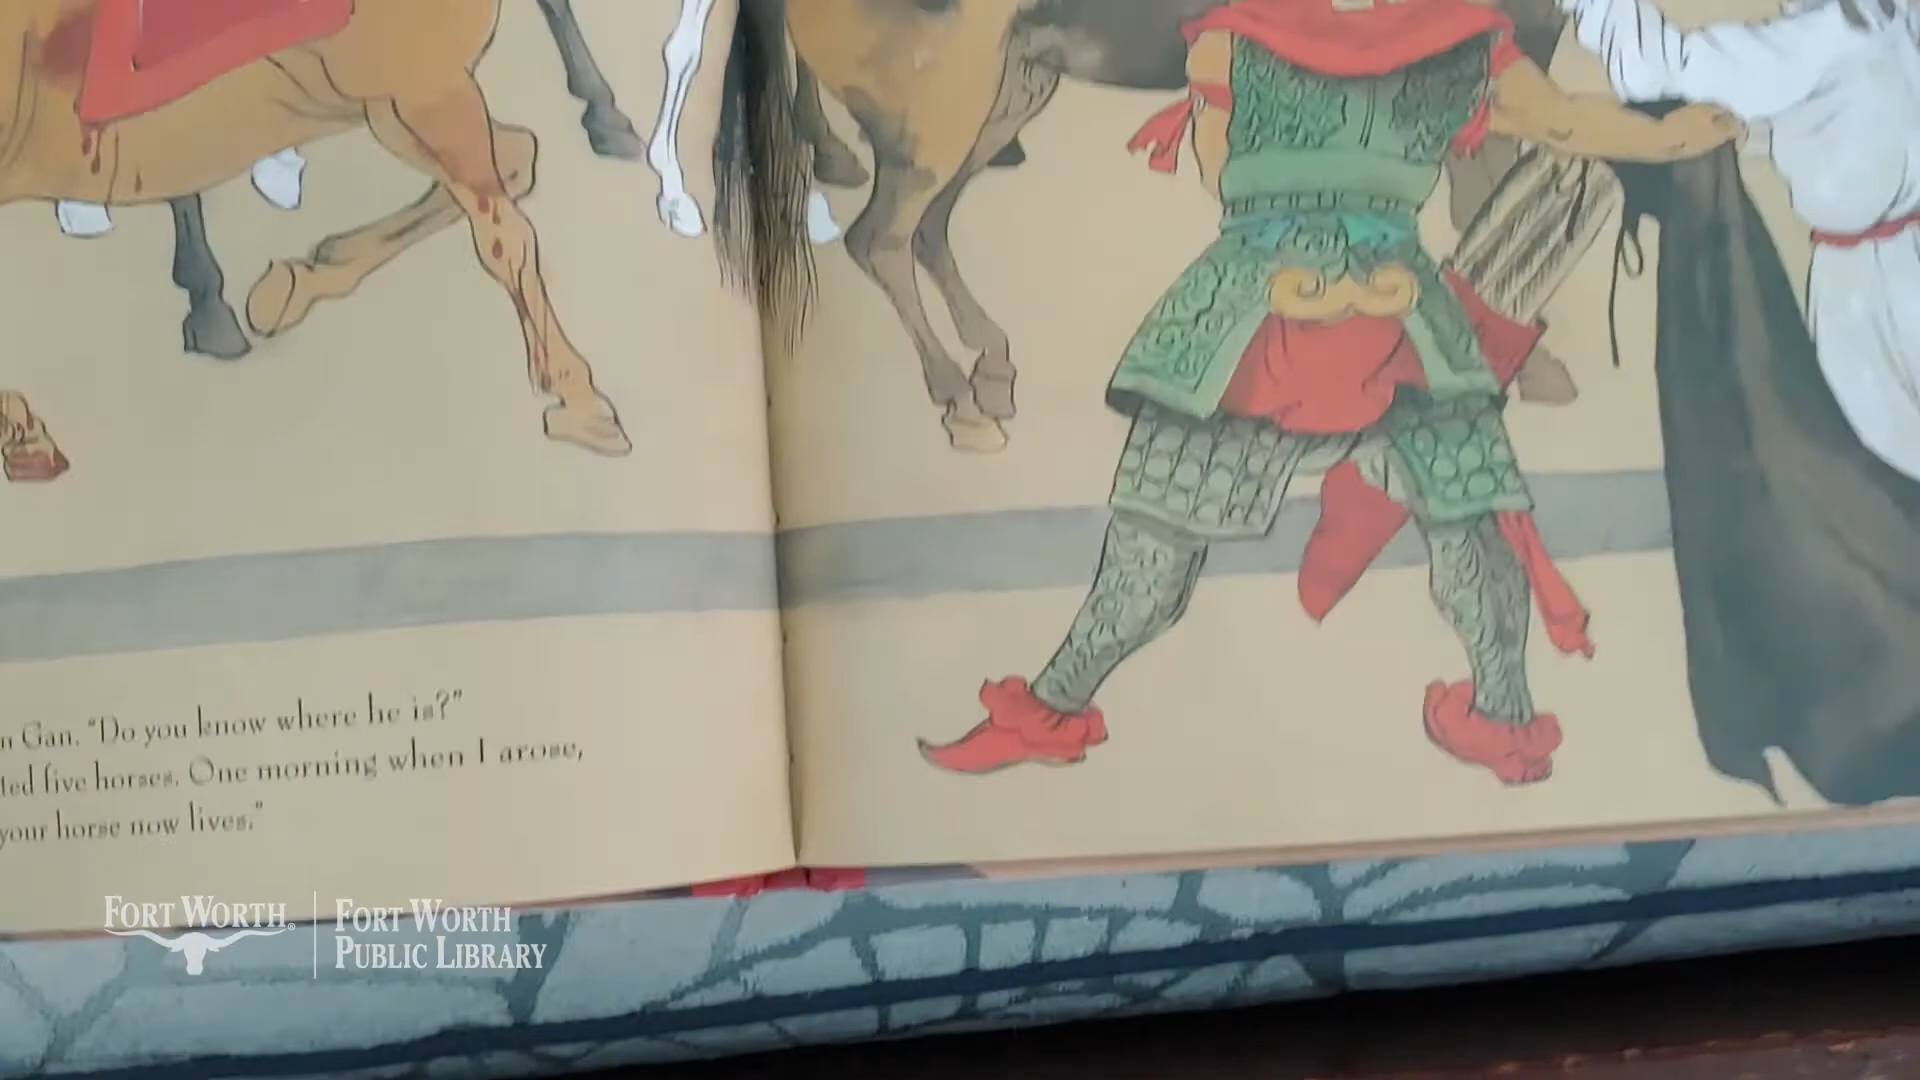 n Gan. “Do you know where he is?”
ted five horses. One morning when I arose,
your horse now lives.”
FORT WORTH®
FORT WORTH
PUBLIC LIBRARY